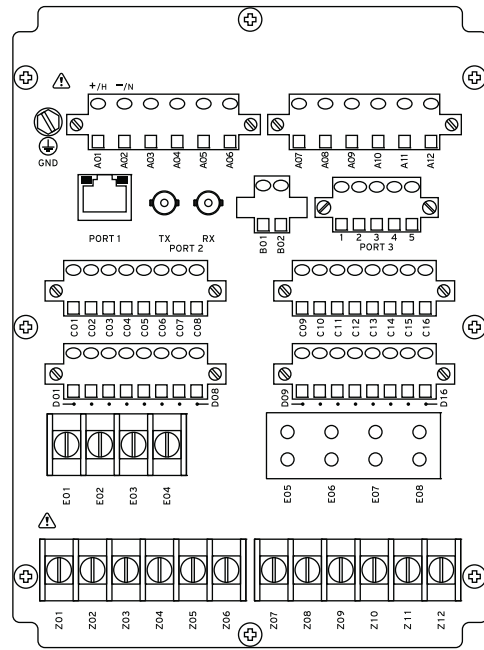 +/H −/N
GND
A01 A02 A03 A04 A05 A06 A07 A08 A09 A10 A11 A12
PORT 1
TX RX
PORT 2
B01 B02
1 2 3 4 5
PORT 3
C01 C02 C03 C04 C05 C06 C07 C08 C09 C10 C11 C12 C13 C14 C15 C16
D01 D08 D09 D16
E01 E02 E03 E04 E05 E06 E07 E08
Z01 Z02 Z03 Z04 Z05 Z06 Z07 Z08 Z09 Z10 Z11 Z12